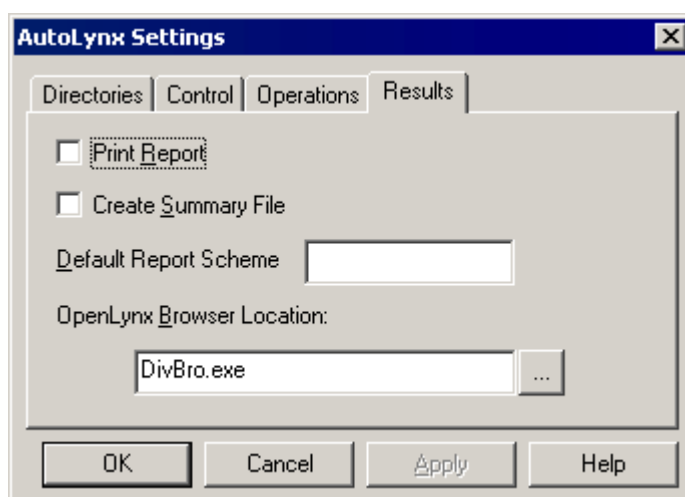 AutoLynx Settings
Directories Control Operations Results
Print Report
Create Summary File
Default Report Scheme
OpenLynx Browser Location:
DivBro.exe ...
OK Cancel Apply Help